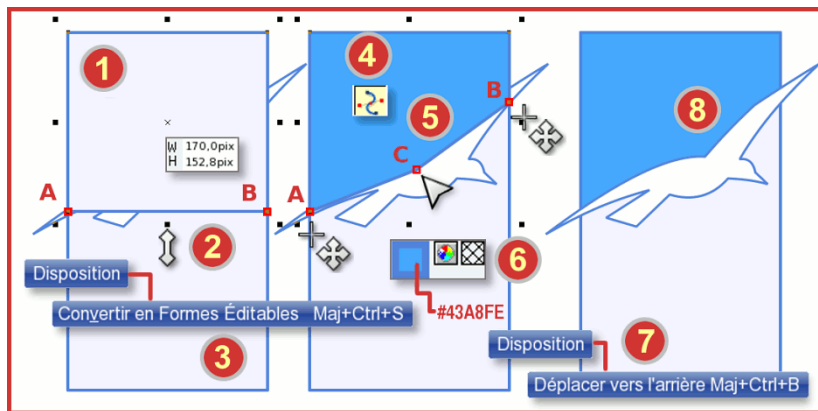 1
A
B
W 170,0pix
H 152,8pix
2
Disposition
Convertir en Formes Éditables Maj+Ctrl+S
3
4
5
B
C
A
6
#43A8FE
8
7
Disposition
Déplacer vers l'arrière Maj+Ctrl+B